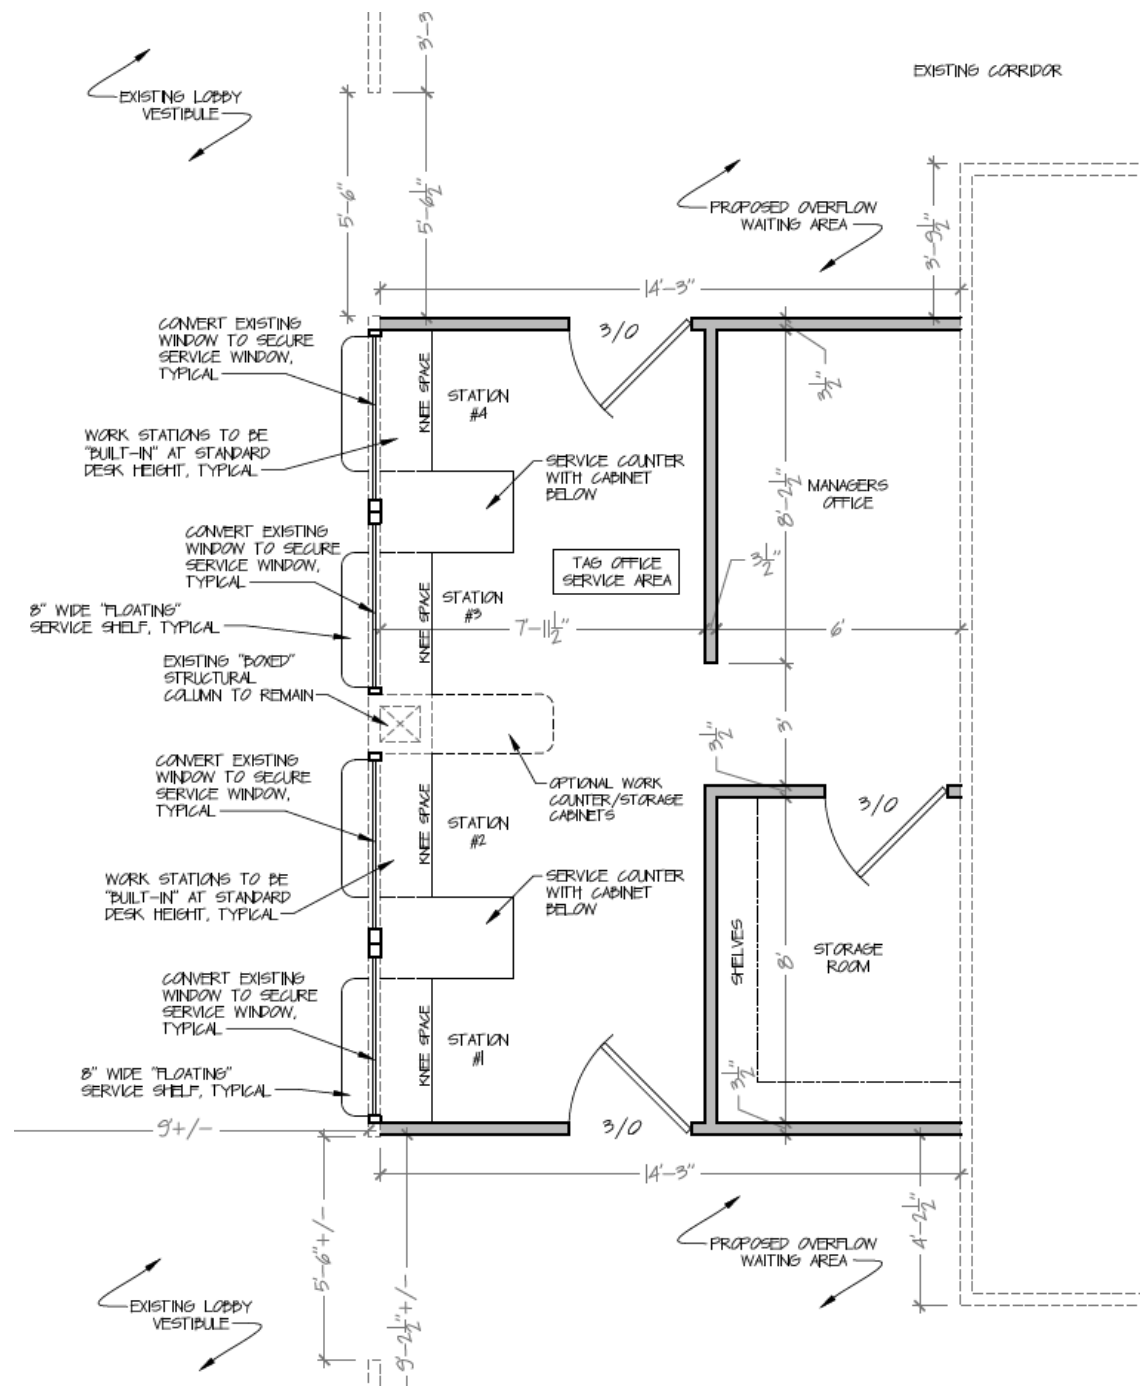 3'-3
EXISTING CORRIDOR
EXISTING LOBBY
VESTIBULE
5'-6"
5'-6½"
PROPOSED OVERFLOW
WAITING AREA
3'-9½"
14'-3"
CONVERT EXISTING
WINDOW TO SECURE
SERVICE WINDOW,
TYPICAL
3/0
KNEE SPACE
STATION
#4
3½"
WORK STATIONS TO BE
"BUILT-IN" AT STANDARD
DESK HEIGHT, TYPICAL
SERVICE COUNTER
WITH CABINET
BELOW
8'-2½"
MANAGERS
OFFICE
CONVERT EXISTING
WINDOW TO SECURE
SERVICE WINDOW,
TYPICAL
TAG OFFICE
SERVICE AREA
3½"
KNEE SPACE
STATION
#3
8" WIDE "FLOATING"
SERVICE SHELF, TYPICAL
7'-11½"
6'
EXISTING "BOXED"
STRUCTURAL
COLUMN TO REMAIN
3½"
3'
CONVERT EXISTING
WINDOW TO SECURE
SERVICE WINDOW,
TYPICAL
OPTIONAL WORK
COUNTER/STORAGE
CABINETS
3/0
KNEE SPACE
STATION
#2
WORK STATIONS TO BE
"BUILT-IN" AT STANDARD
DESK HEIGHT, TYPICAL
SERVICE COUNTER
WITH CABINET
BELOW
SHELVES
8'
STORAGE
ROOM
CONVERT EXISTING
WINDOW TO SECURE
SERVICE WINDOW,
TYPICAL
KNEE SPACE
STATION
#1
8" WIDE "FLOATING"
SERVICE SHELF, TYPICAL
3½"
9'+/-
3/0
14'-3"
5'-6"+/-
9'-2½"+/-
4'-2½"
PROPOSED OVERFLOW
WAITING AREA
EXISTING LOBBY
VESTIBULE